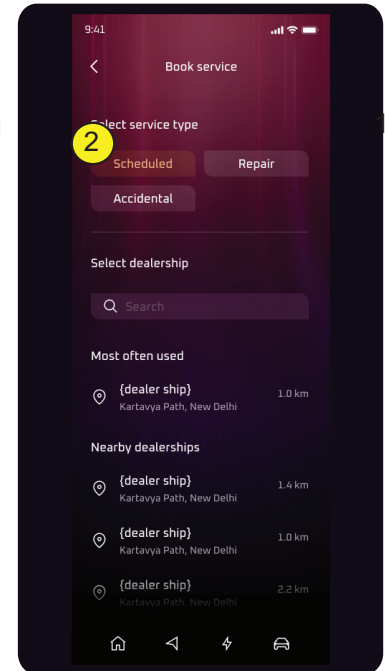 9:41
Book service
Select service type
2
Scheduled
Repair
Accidental
Select dealership
Search
Most often used
{dealer ship}
1.0 km
Kartavya Path, New Delhi
Nearby dealerships
{dealer ship}
1.4 km
Kartavya Path, New Delhi
{dealer ship}
1.0 km
Kartavya Path, New Delhi
{dealer ship}
2.2 km
Kartavya Path, New Delhi